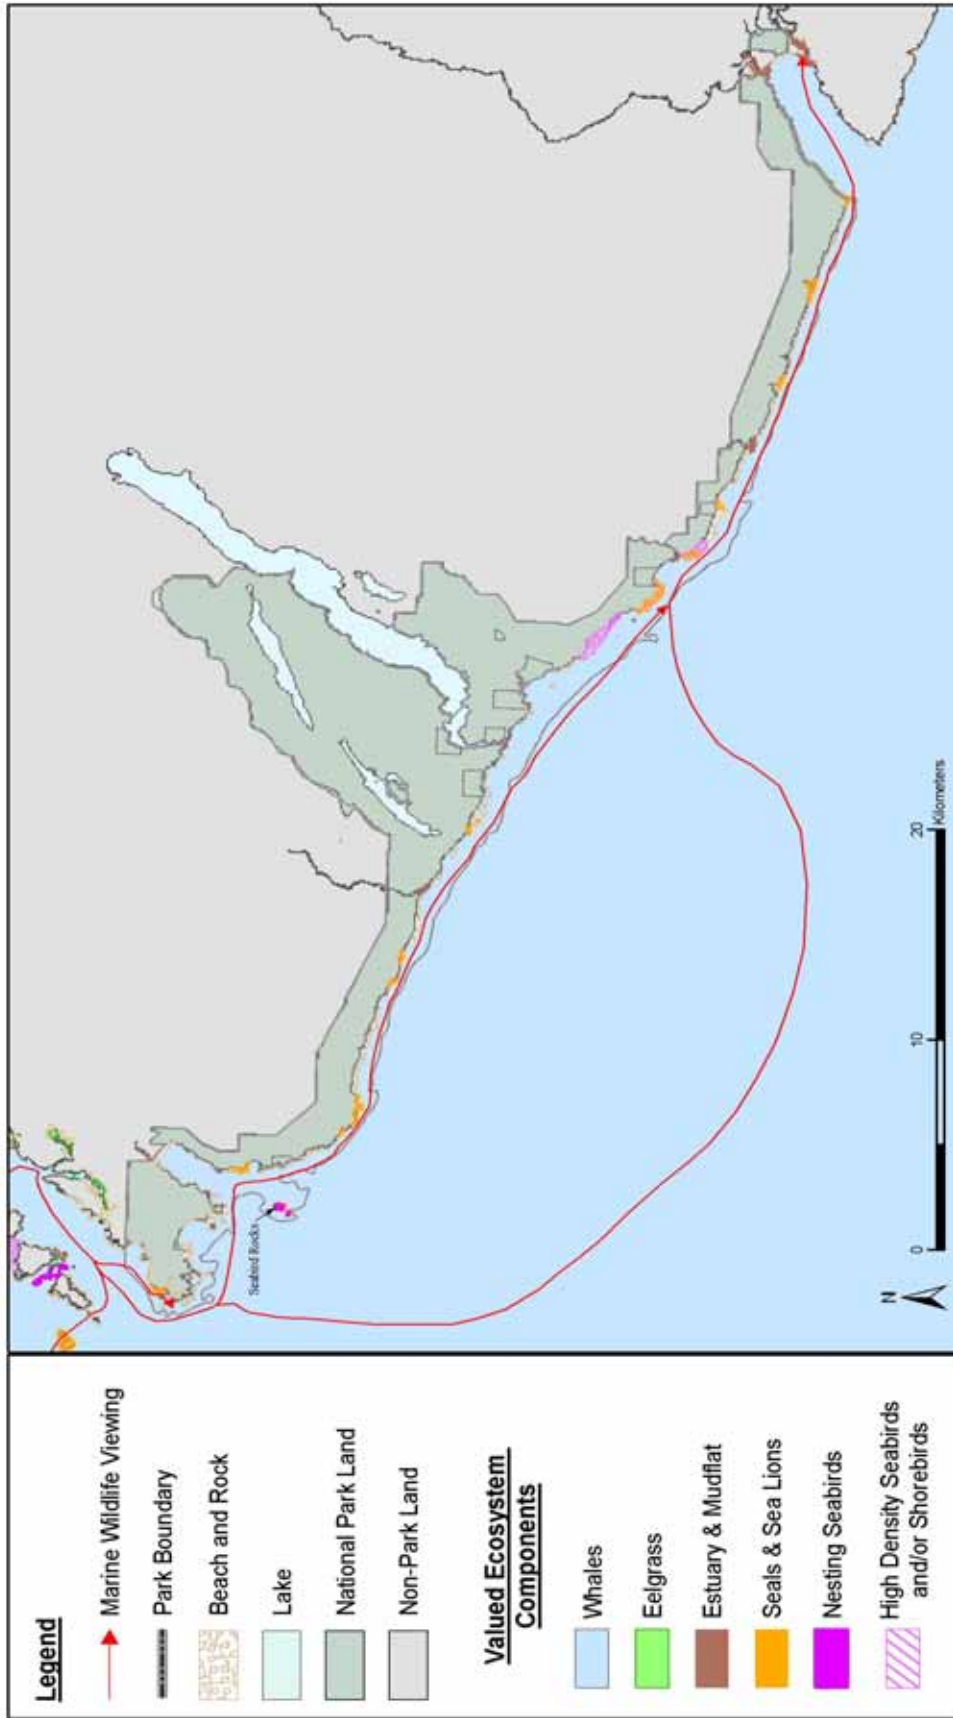 Legend
Marine Wildlife Viewing
Park Boundary
Beach and Rock
Lake
National Park Land
Non-Park Land
Valued Ecosystem
Components
Whales
Eelgrass
Estuary & Mudflat
Seals & Sea Lions
Nesting Seabirds
High Density Seabirds
and/or Shorebirds
Seabird Rocks
N
0
10
20
Kilometers